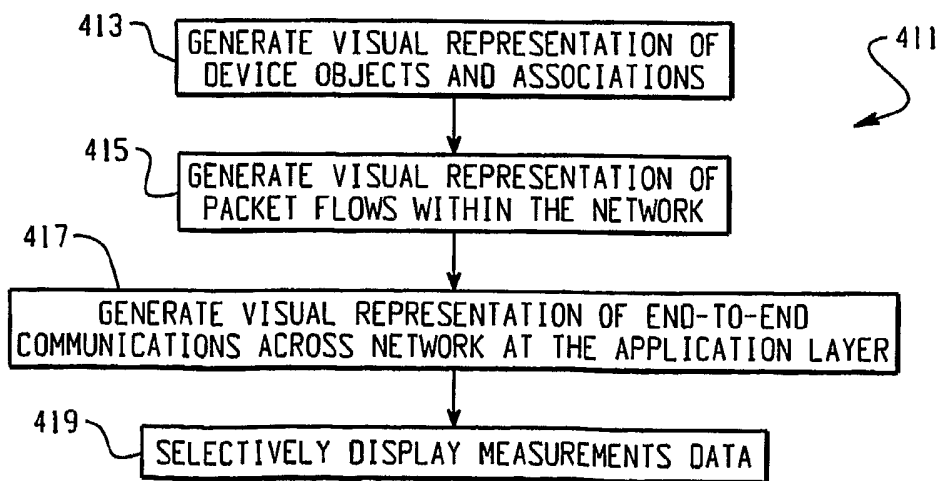 413
GENERATE VISUAL REPRESENTATION OF
DEVICE OBJECTS AND ASSOCIATIONS
411
415
GENERATE VISUAL REPRESENTATION OF
PACKET FLOWS WITHIN THE NETWORK
417
GENERATE VISUAL REPRESENTATION OF END-TO-END
COMMUNICATIONS ACROSS NETWORK AT THE APPLICATION LAYER
419
SELECTIVELY DISPLAY MEASUREMENTS DATA